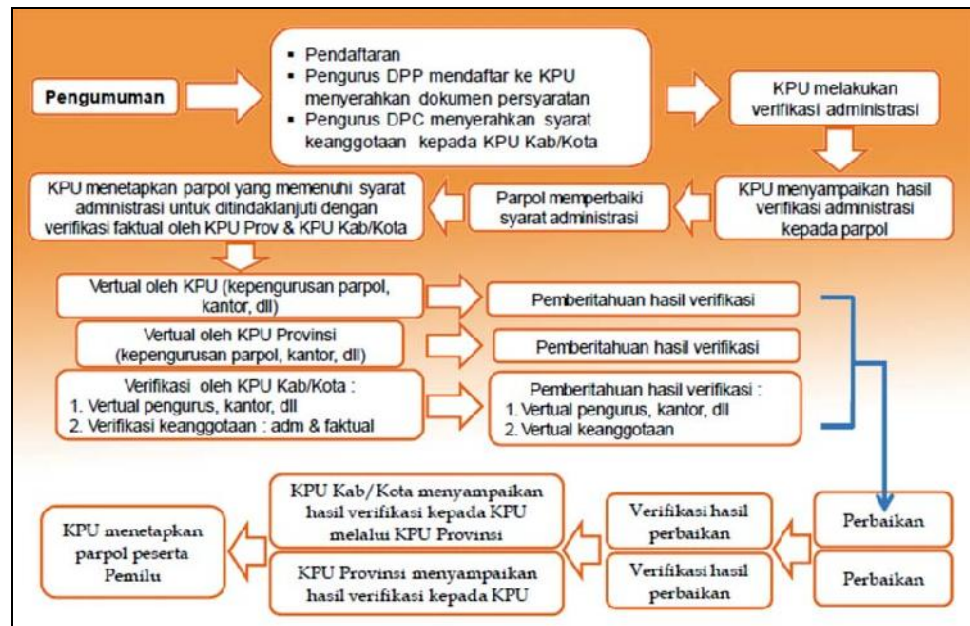 Pengumuman
▪ Pendaftaran
▪ Pengurus DPP mendaftar ke KPU
menyerahkan dokumen persyaratan
▪ Pengurus DPC menyerahkan syarat
keanggotaan kepada KPU Kab/Kota
KPU melakukan
verifikasi administrasi
KPU menyampaikan hasil
verifikasi administrasi
kepada parpol
Parpol memperbaiki
syarat administrasi
KPU menetapkan parpol yang memenuhi syarat
administrasi untuk ditindaklanjuti dengan
verifikasi faktual oleh KPU Prov & KPU Kab/Kota
Vertual oleh KPU (kepengurusan parpol,
kantor, dll)
Pemberitahuan hasil verifikasi
Vertual oleh KPU Provinsi
(kepengurusan parpol, kantor, dll)
Pemberitahuan hasil verifikasi
Verifikasi oleh KPU Kab/Kota :
1. Vertual pengurus, kantor, dll
2. Verifikasi keanggotaan : adm & faktual
Pemberitahuan hasil verifikasi :
1. Vertual pengurus, kantor, dll
2. Vertual keanggotaan
Perbaikan
Perbaikan
Verifikasi hasil
perbaikan
Verifikasi hasil
perbaikan
KPU Kab/Kota menyampaikan
hasil verifikasi kepada KPU
melalui KPU Provinsi
KPU Provinsi menyampaikan
hasil verifikasi kepada KPU
KPU menetapkan
parpol peserta
Pemilu